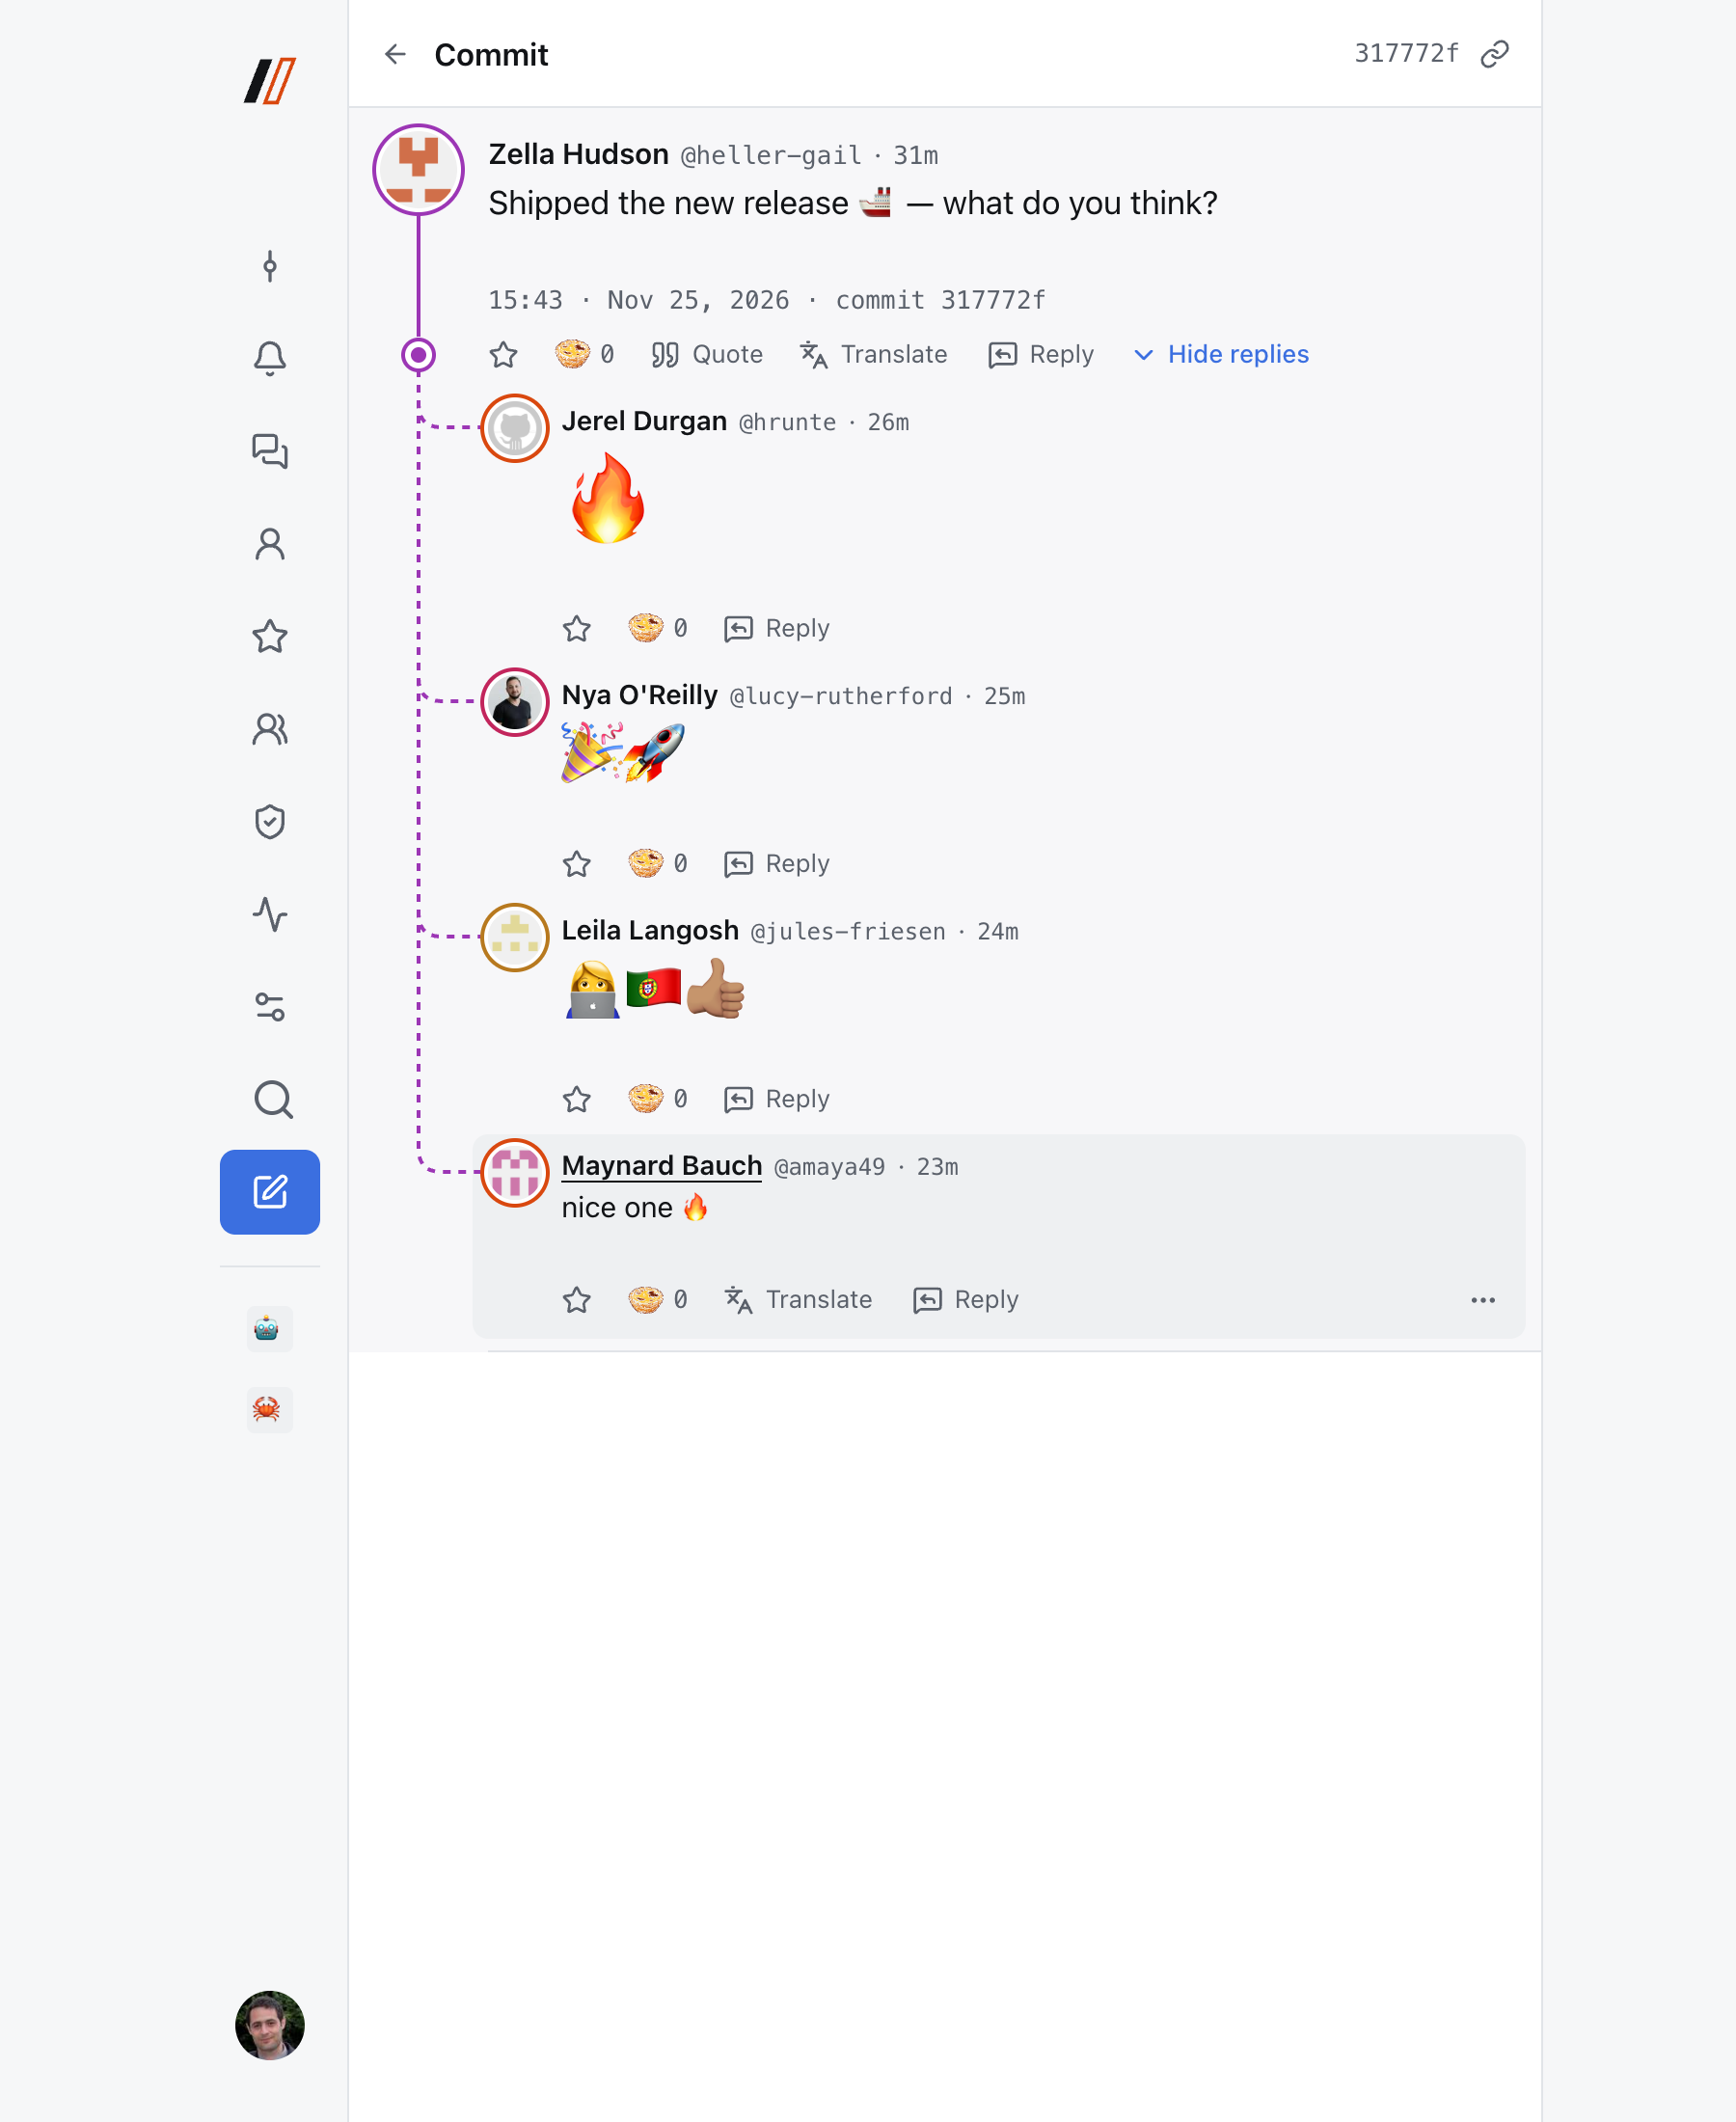 Commit
317772f
Zella Hudson @heller-gail · 31m
Shipped the new release 🚢 — what do you think?
15:43 · Nov 25, 2026 · commit 317772f
0 Quote Translate Reply Hide replies
Jerel Durgan @hrunte · 26m
🔥
0 Reply
Nya O'Reilly @lucy-rutherford · 25m
🎉🚀
0 Reply
Leila Langosh @jules-friesen · 24m
👩‍💻🇵🇹👍🏽
0 Reply
Maynard Bauch @amaya49 · 23m
nice one 🔥
0 Translate Reply